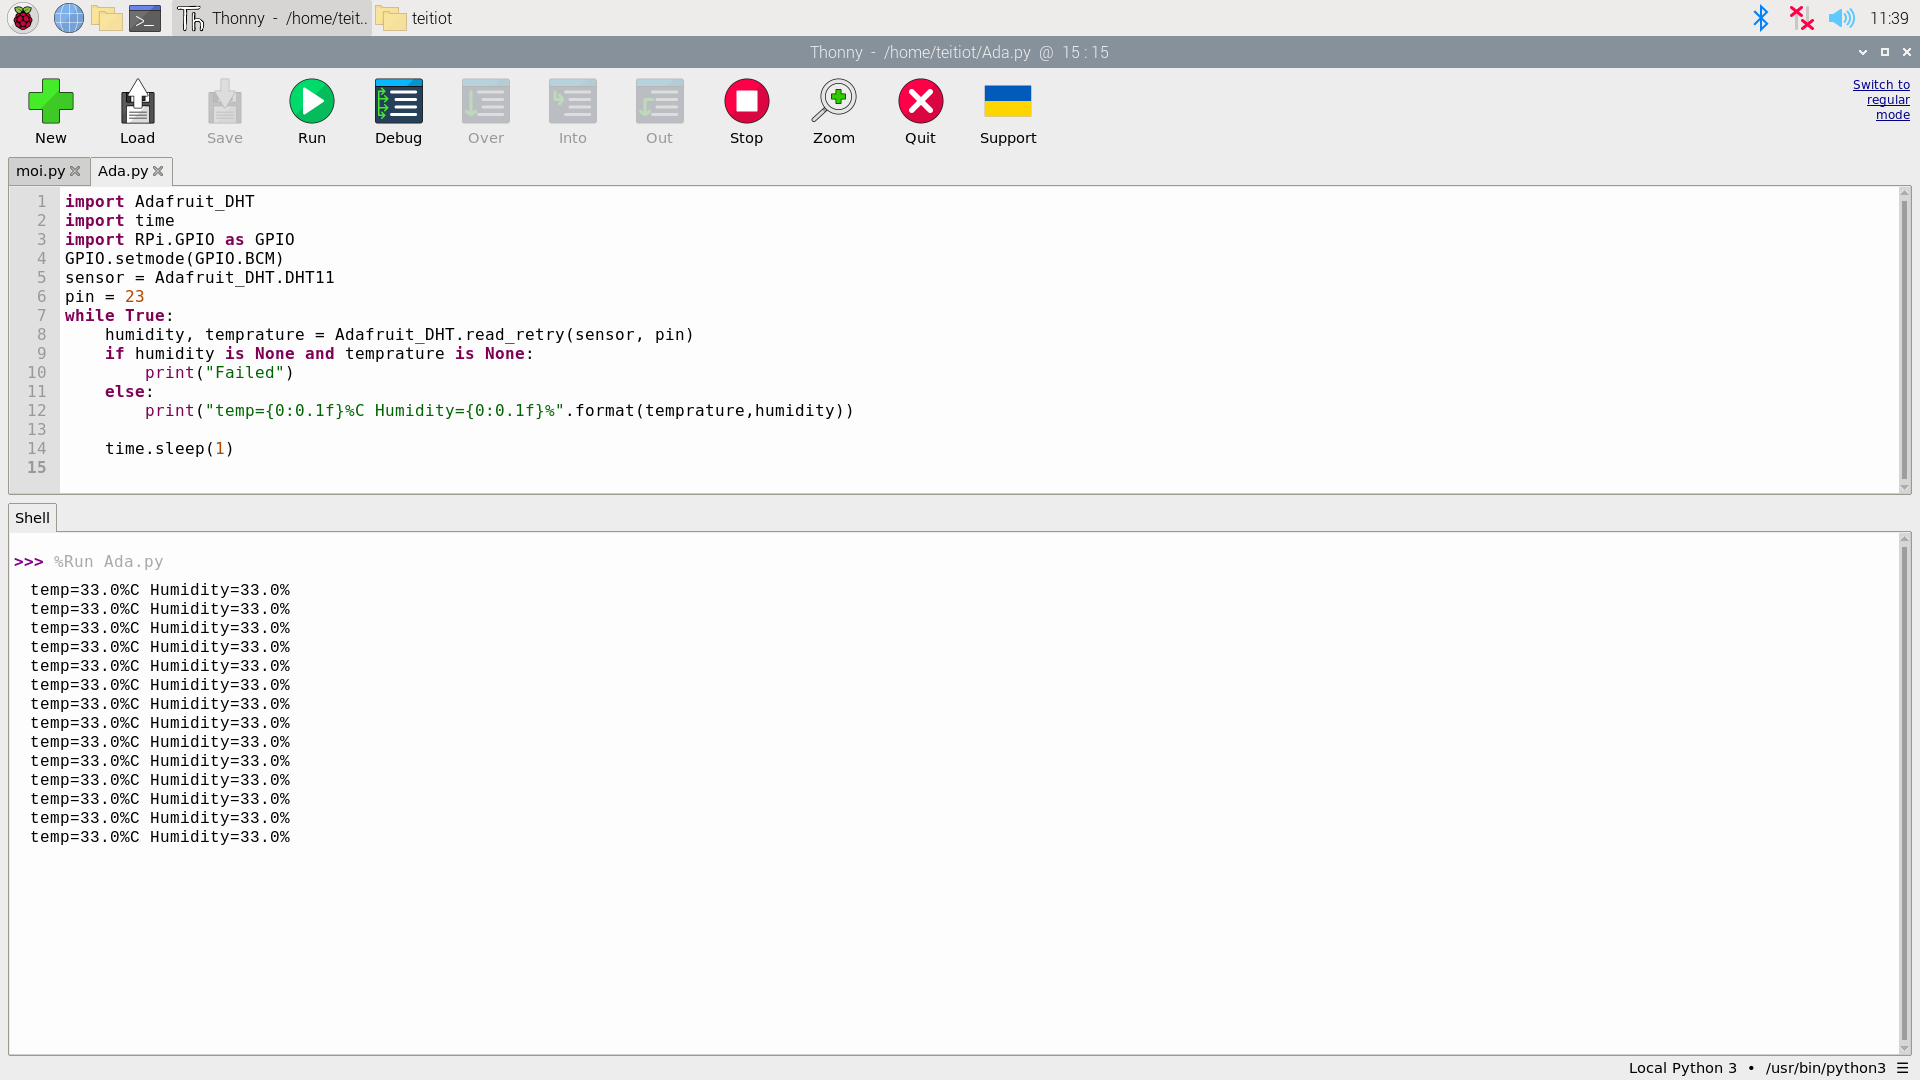 Thonny - /home/teit.. teitiot 11:39
Thonny - /home/teitiot/Ada.py @ 15 : 15
New Load Save Run Debug Over Into Out Stop Zoom Quit Support
Switch to
regular
mode
moi.py Ada.py
1 import Adafruit_DHT
2 import time
3 import RPi.GPIO as GPIO
4 GPIO.setmode(GPIO.BCM)
5 sensor = Adafruit_DHT.DHT11
6 pin = 23
7 while True:
8     humidity, temprature = Adafruit_DHT.read_retry(sensor, pin)
9     if humidity is None and temprature is None:
10         print("Failed")
11     else:
12         print("temp={0:0.1f}%C Humidity={0:0.1f}%".format(temprature,humidity))
13
14     time.sleep(1)
15
Shell
>>> %Run Ada.py
temp=33.0%C Humidity=33.0%
temp=33.0%C Humidity=33.0%
temp=33.0%C Humidity=33.0%
temp=33.0%C Humidity=33.0%
temp=33.0%C Humidity=33.0%
temp=33.0%C Humidity=33.0%
temp=33.0%C Humidity=33.0%
temp=33.0%C Humidity=33.0%
temp=33.0%C Humidity=33.0%
temp=33.0%C Humidity=33.0%
temp=33.0%C Humidity=33.0%
temp=33.0%C Humidity=33.0%
temp=33.0%C Humidity=33.0%
temp=33.0%C Humidity=33.0%
Local Python 3 • /usr/bin/python3 ☰